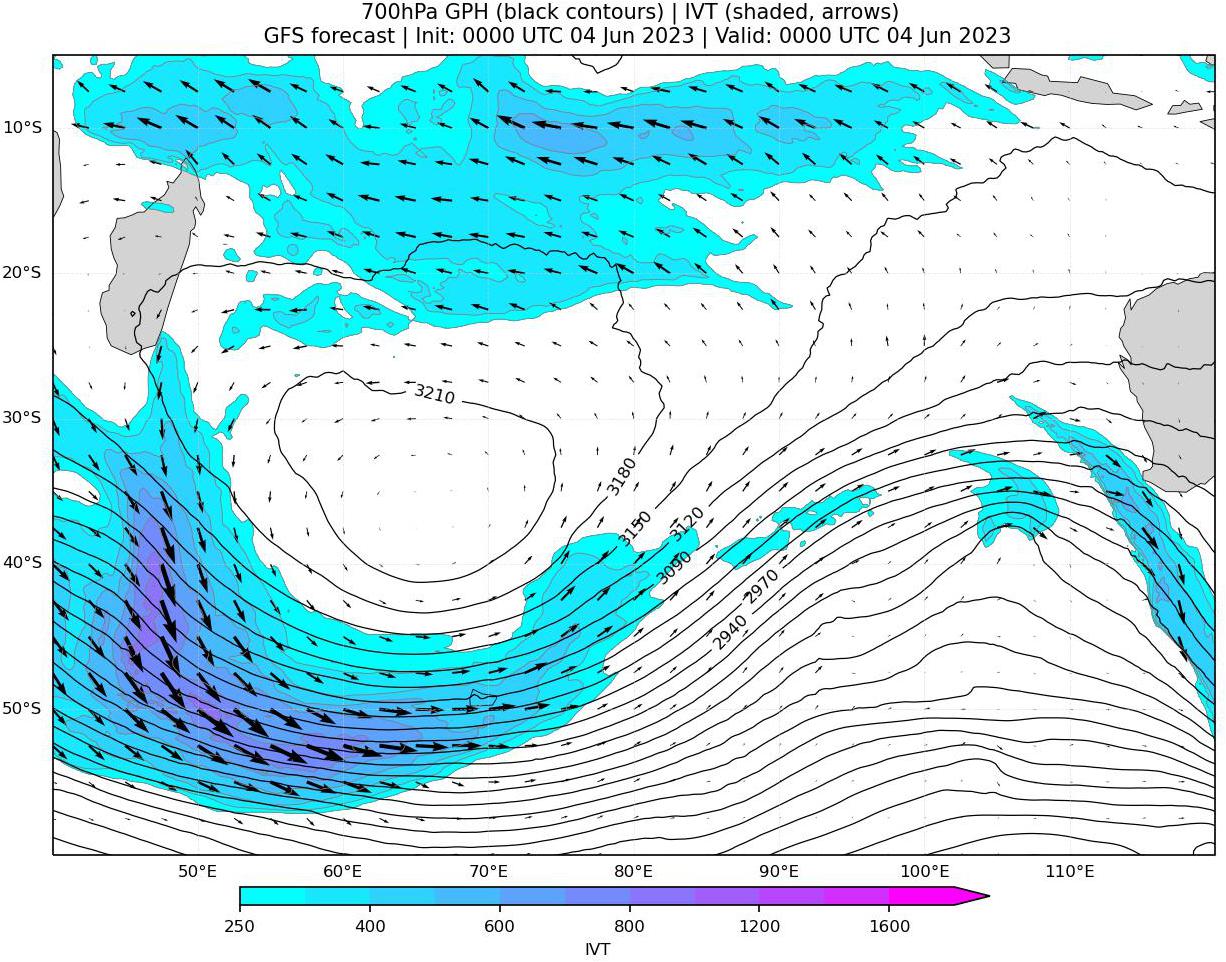 700hPa GPH (black contours) | IVT (shaded, arrows)
GFS forecast | Init: 0000 UTC 04 Jun 2023 | Valid: 0000 UTC 04 Jun 2023
10°S
20°S
3210
30°S
3180
3150
3120
40°S
3090
2970
2940
50°S
50°E 60°E 70°E 80°E 90°E 100°E 110°E
250 400 600 800 1200 1600
IVT